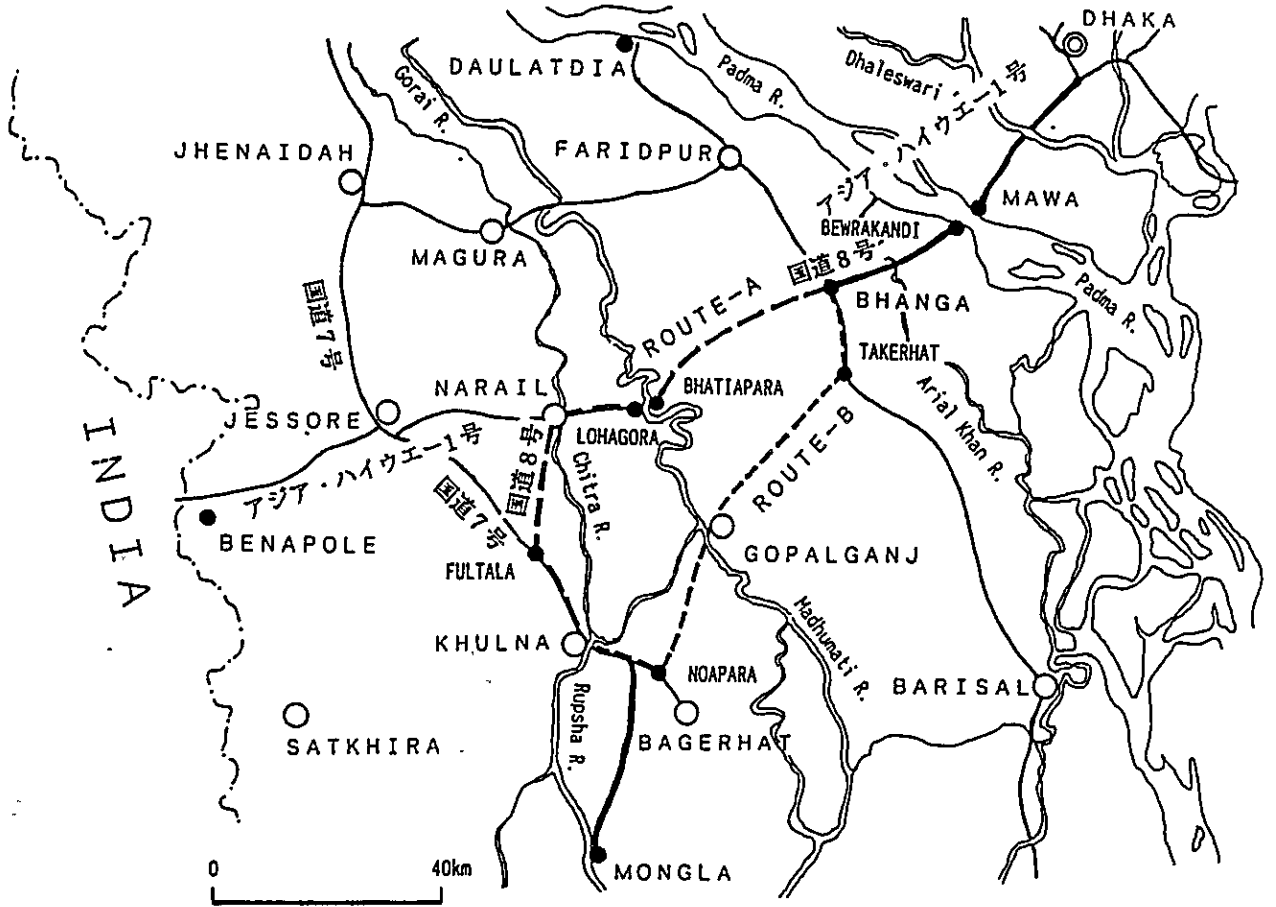 DHAKA
DAULATDIA
Padma R.
Dhaleswari
Gorai R.
アジア・ハイウエー1号
JHENAIDAH
FARIDPUR
MAWA
BEWRAKANDI
MAGURA
国道8号
ROUTE-A
BHANGA
Padma R.
国道7号
TAKERHAT
NARAIL
BHATIAPARA
Arial Khan R.
JESSORE
LOHAGORA
INDIA
アジア・ハイウエー1号
国道8号
Chitra R.
ROUTE-B
国道7号
BENAPOLE
GOPALGANJ
FULTALA
Madhumati R.
KHULNA
NOAPARA
BARISAL
Rupsha R.
SATKHIRA
BAGERHAT
0 40km
MONGLA